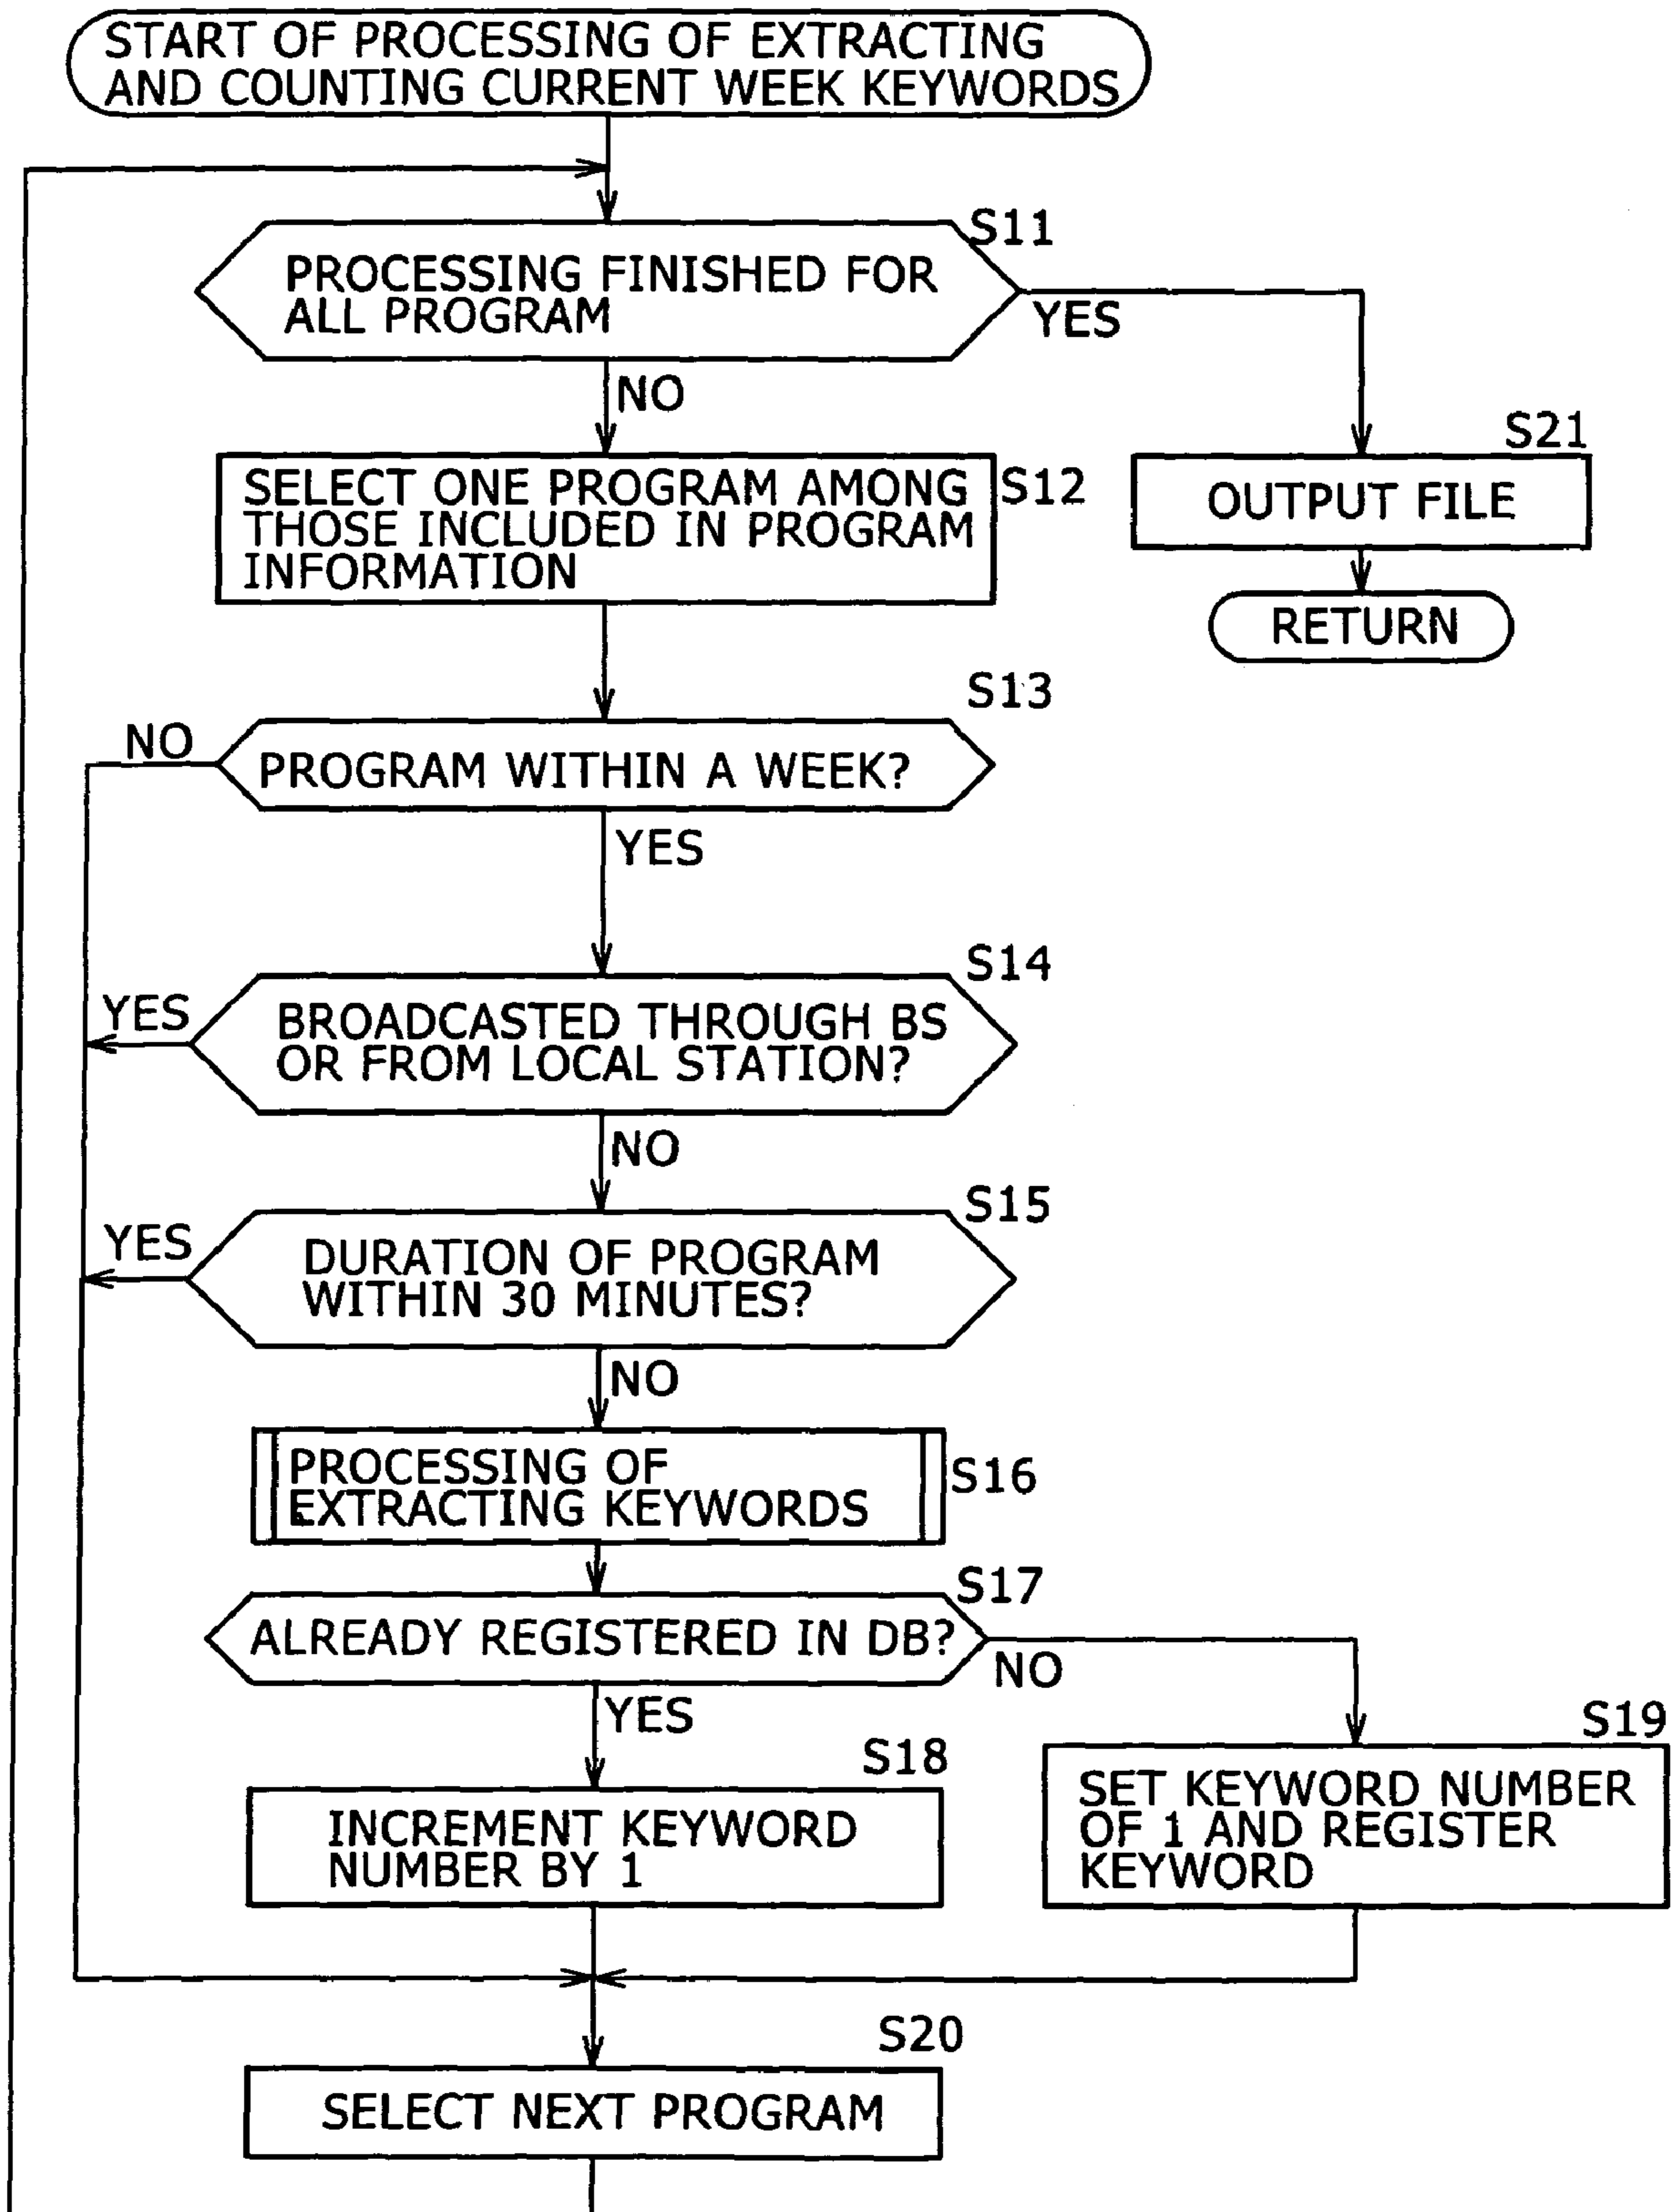 START OF PROCESSING OF EXTRACTING
AND COUNTING CURRENT WEEK KEYWORDS
S11
PROCESSING FINISHED FOR
ALL PROGRAM
YES
NO
S12
SELECT ONE PROGRAM AMONG
THOSE INCLUDED IN PROGRAM
INFORMATION
S21
OUTPUT FILE
RETURN
S13
NO
PROGRAM WITHIN A WEEK?
YES
S14
YES
BROADCASTED THROUGH BS
OR FROM LOCAL STATION?
NO
S15
YES
DURATION OF PROGRAM
WITHIN 30 MINUTES?
NO
PROCESSING OF
EXTRACTING KEYWORDS
S16
S17
ALREADY REGISTERED IN DB?
NO
YES
S18
INCREMENT KEYWORD
NUMBER BY 1
S19
SET KEYWORD NUMBER
OF 1 AND REGISTER
KEYWORD
S20
SELECT NEXT PROGRAM